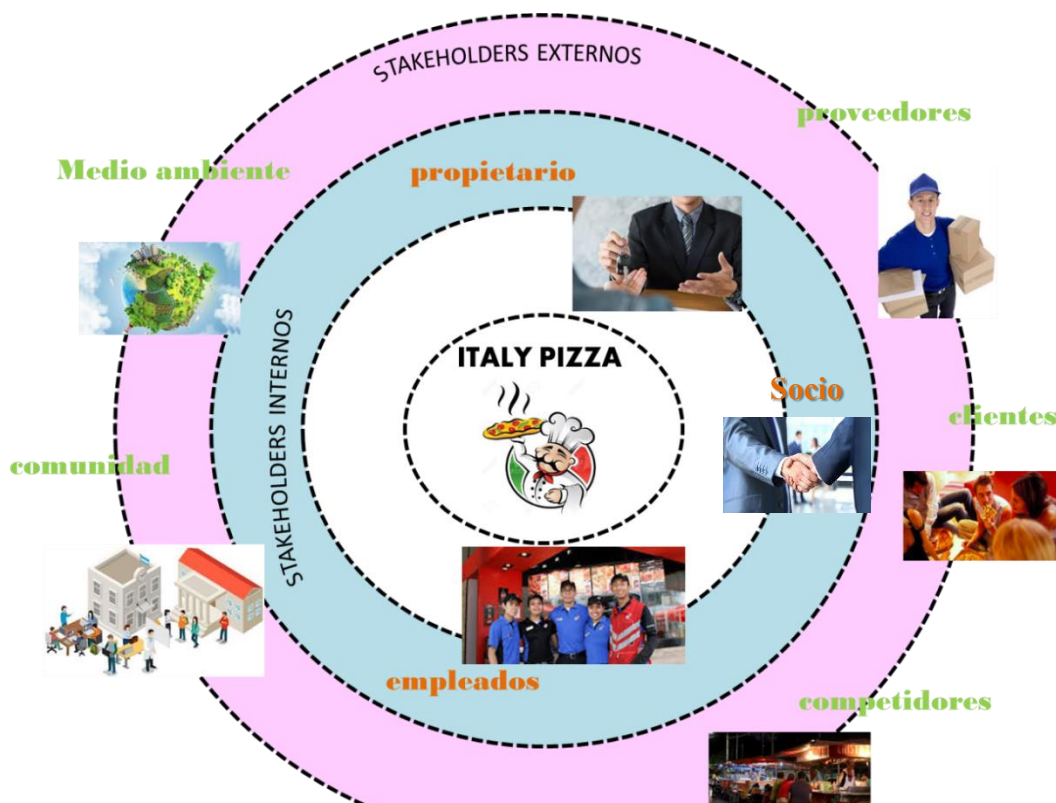 STAKEHOLDERS EXTERNOS
proveedores
Medio ambiente
propietario
STAKEHOLDERS INTERNOS
ITALY PIZZA
Socio
clientes
comunidad
empleados
competidores